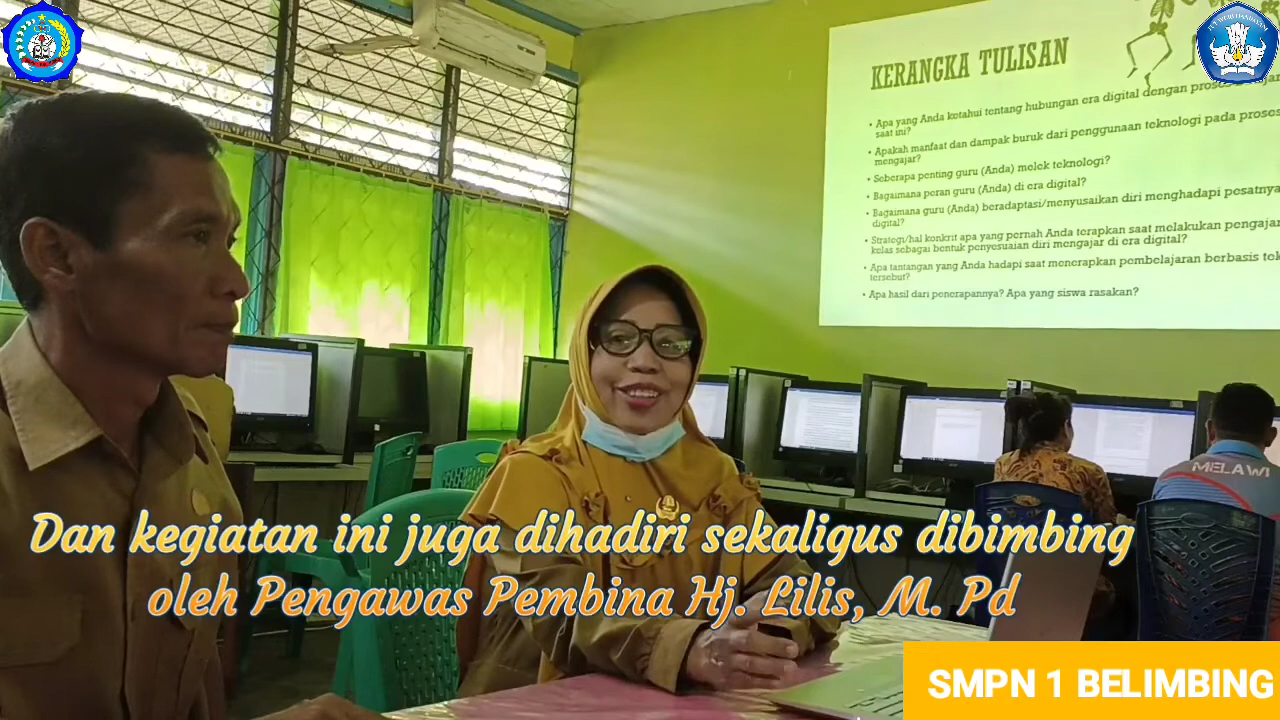 KERANGKA TULISAN
• Apa yang Anda ketahui tentang hubungan era digital dengan proses
saat ini?
• Apakah manfaat dan dampak buruk dari penggunaan teknologi pada proses
mengajar?
• Seberapa penting guru (Anda) melek teknologi?
• Bagaimana peran guru (Anda) di era digital?
• Bagaimana guru (Anda) beradaptasi/menyusaikan diri menghadapi pesatnya
digital?
• Strategi/hal konkrit apa yang pernah Anda terapkan saat melakukan pengajar
kelas sebagai bentuk penyesuaian diri mengajar di era digital?
• Apa tantangan yang Anda hadapi saat menerapkan pembelajaran berbasis tek
tersebut?
• Apa hasil dari penerapannya? Apa yang siswa rasakan?
MELAWI
Dan kegiatan ini juga dihadiri sekaligus dibimbing
oleh Pengawas Pembina Hj. Lilis, M. Pd
SMPN 1 BELIMBING